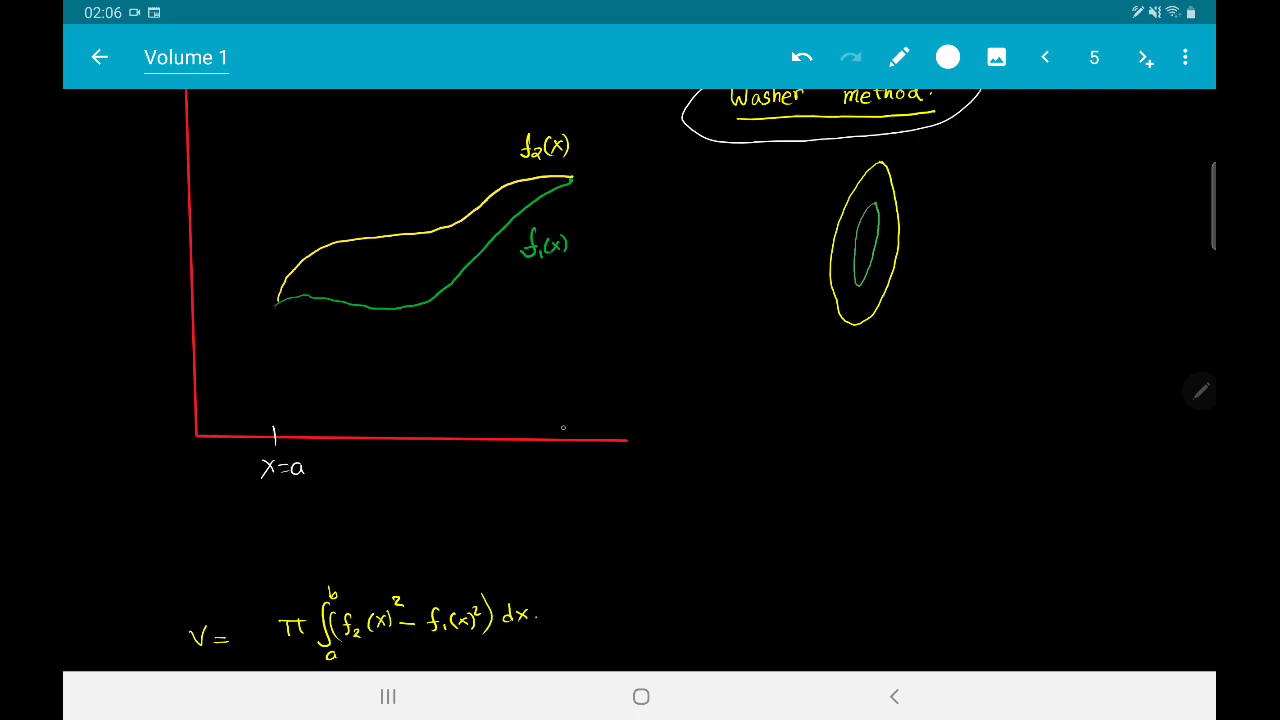 02:06
Volume 1
5
Washer method.
f₂(x)
f₁(x)
x=a
V = π ∫ₐᵇ (f₂(x)² − f₁(x)²) dx.